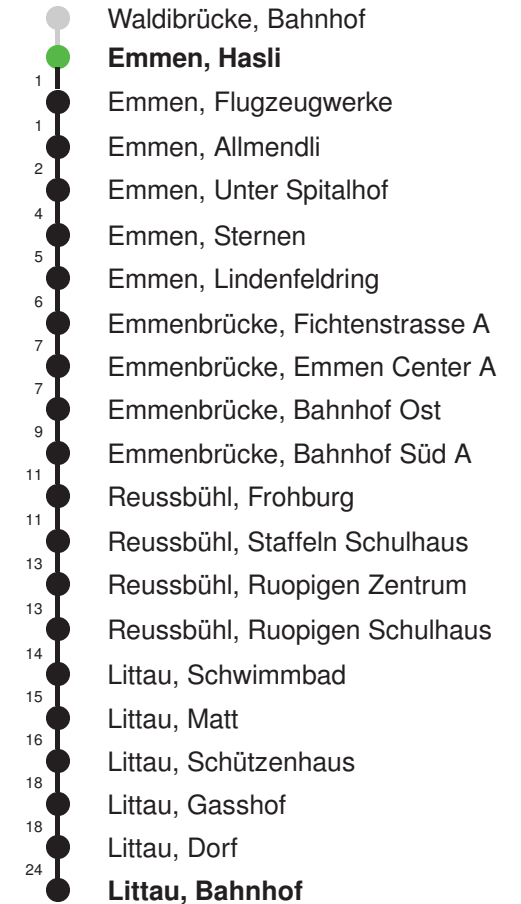 Waldibrücke, Bahnhof
Emmen, Hasli
1
Emmen, Flugzeugwerke
1
Emmen, Allmendli
2
Emmen, Unter Spitalhof
4
Emmen, Sternen
5
Emmen, Lindenfeldring
6
Emmenbrücke, Fichtenstrasse A
7
Emmenbrücke, Emmen Center A
7
Emmenbrücke, Bahnhof Ost
9
Emmenbrücke, Bahnhof Süd A
11
Reussbühl, Frohburg
11
Reussbühl, Staffeln Schulhaus
13
Reussbühl, Ruopigen Zentrum
13
Reussbühl, Ruopigen Schulhaus
14
Littau, Schwimmbad
15
Littau, Matt
16
Littau, Schützenhaus
18
Littau, Gasshof
18
Littau, Dorf
24
Littau, Bahnhof